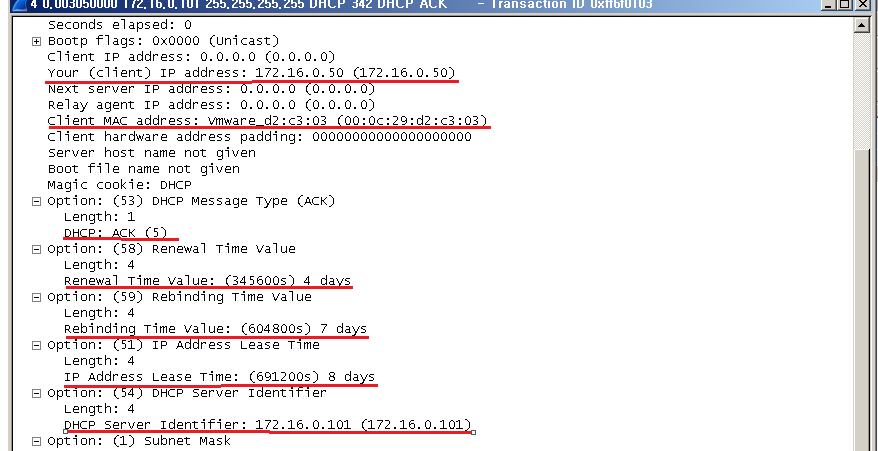 4 0.003050000 172.16.0.101 255.255.255.255 DHCP 342 DHCP ACK - Transaction ID 0xff6f0103
Seconds elapsed: 0
Bootp flags: 0x0000 (Unicast)
Client IP address: 0.0.0.0 (0.0.0.0)
Your (client) IP address: 172.16.0.50 (172.16.0.50)
Next server IP address: 0.0.0.0 (0.0.0.0)
Relay agent IP address: 0.0.0.0 (0.0.0.0)
Client MAC address: Vmware_d2:c3:03 (00:0c:29:d2:c3:03)
Client hardware address padding: 00000000000000000000
Server host name not given
Boot file name not given
Magic cookie: DHCP
Option: (53) DHCP Message Type (ACK)
Length: 1
DHCP: ACK (5)
Option: (58) Renewal Time Value
Length: 4
Renewal Time Value: (345600s) 4 days
Option: (59) Rebinding Time Value
Length: 4
Rebinding Time Value: (604800s) 7 days
Option: (51) IP Address Lease Time
Length: 4
IP Address Lease Time: (691200s) 8 days
Option: (54) DHCP Server Identifier
Length: 4
DHCP Server Identifier: 172.16.0.101 (172.16.0.101)
Option: (1) Subnet Mask